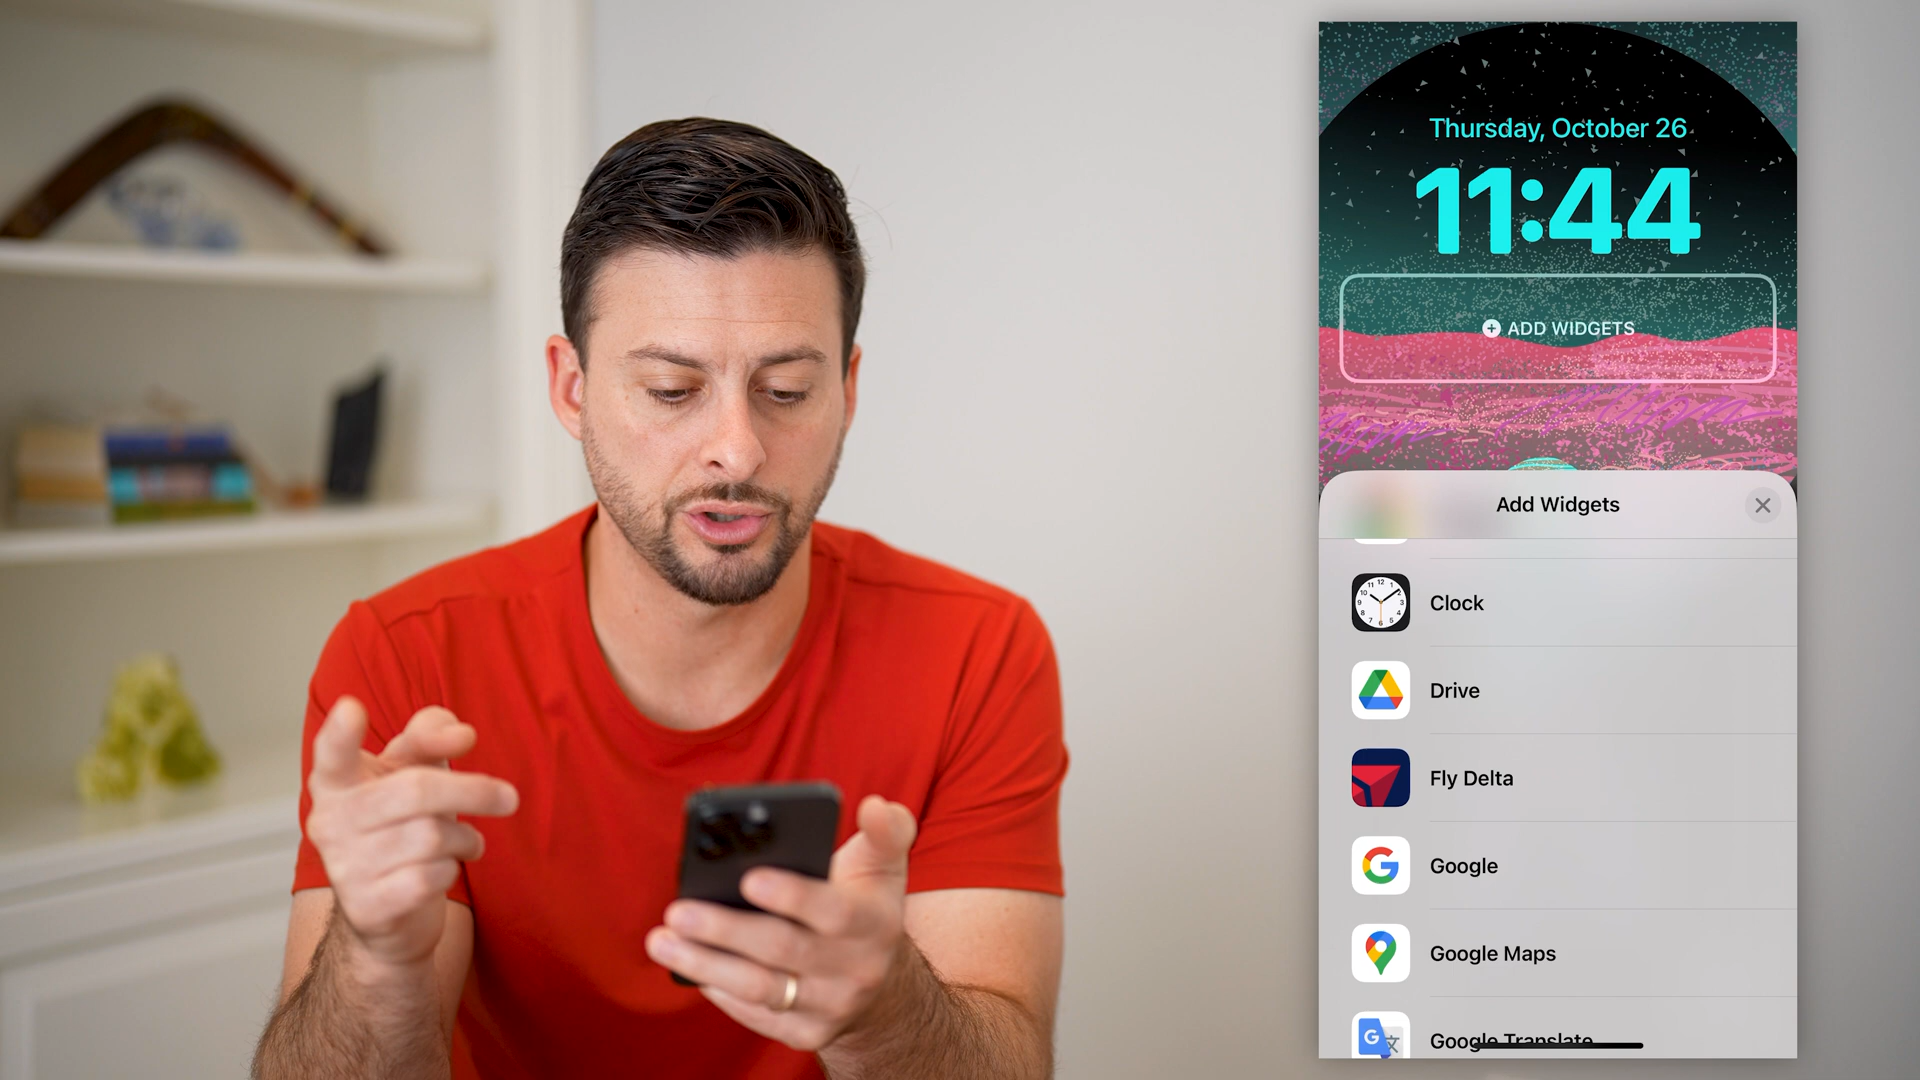 Thursday, October 26
11:44
ADD WIDGETS
Add Widgets
Clock
Drive
Fly Delta
Google
Google Maps
Google Translate